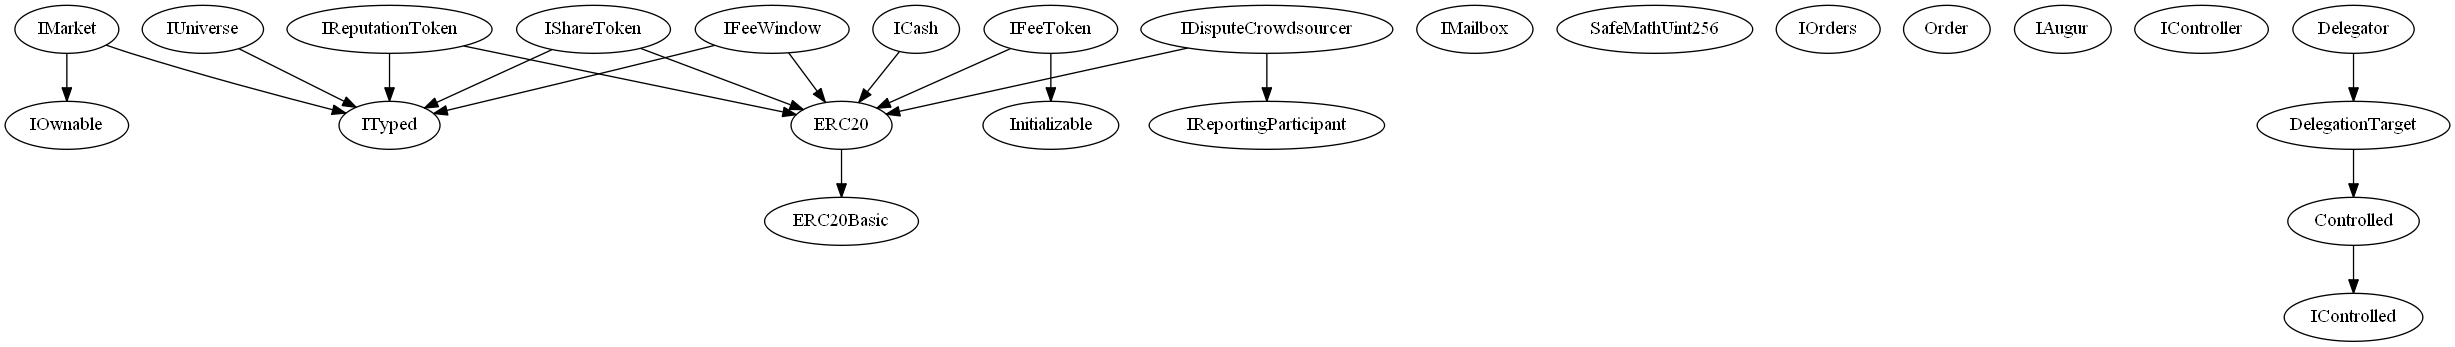 IMarket
IUniverse
IReputationToken
IShareToken
IFeeWindow
ICash
IFeeToken
IDisputeCrowdsourcer
IMailbox
SafeMathUint256
IOrders
Order
IAugur
IController
Delegator
IOwnable
ITyped
ERC20
Initializable
IReportingParticipant
DelegationTarget
ERC20Basic
Controlled
IControlled